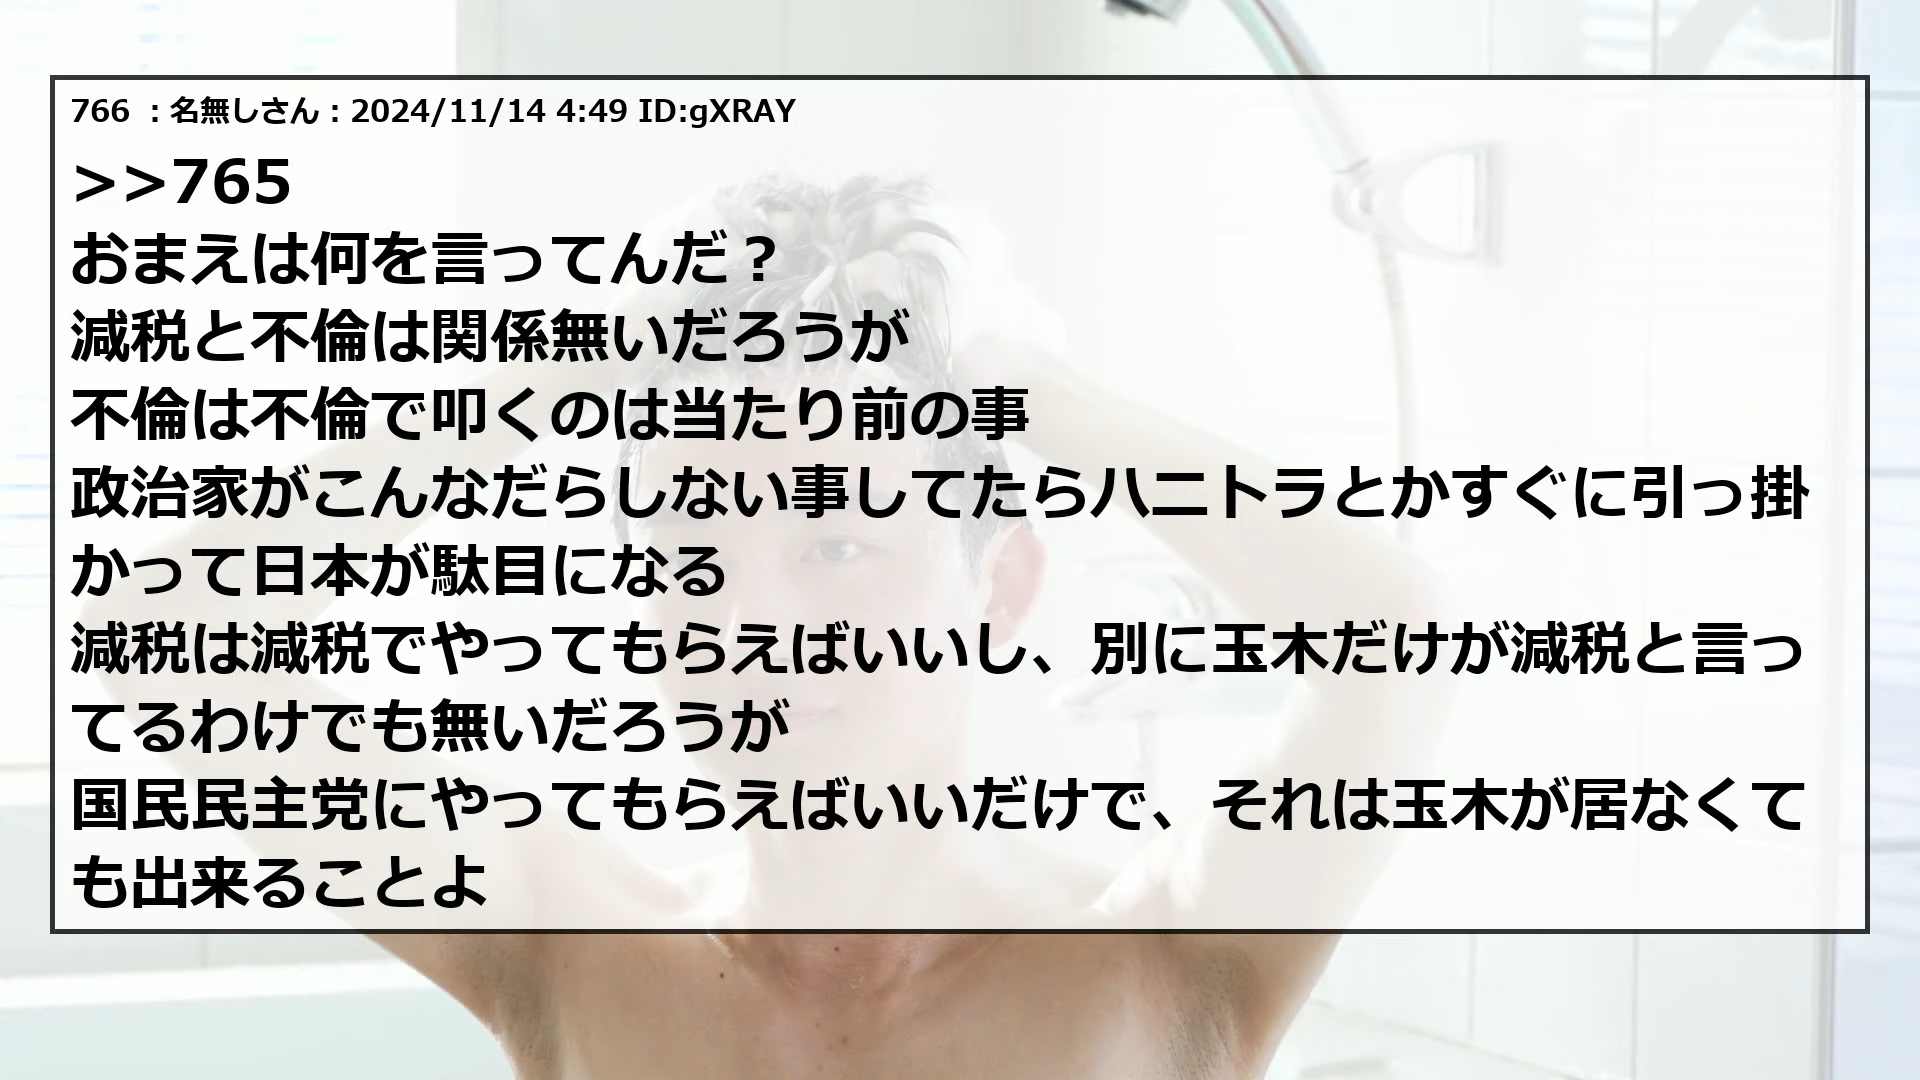 766 ：名無しさん：2024/11/14 4:49 ID:gXRAY
>>765
おまえは何を言ってんだ？
減税と不倫は関係無いだろうが
不倫は不倫で叩くのは当たり前の事
政治家がこんなだらしない事してたらハニトラとかすぐに引っ掛
かって日本が駄目になる
減税は減税でやってもらえばいいし、別に玉木だけが減税と言っ
てるわけでも無いだろうが
国民民主党にやってもらえばいいだけで、それは玉木が居なくて
も出来ることよ